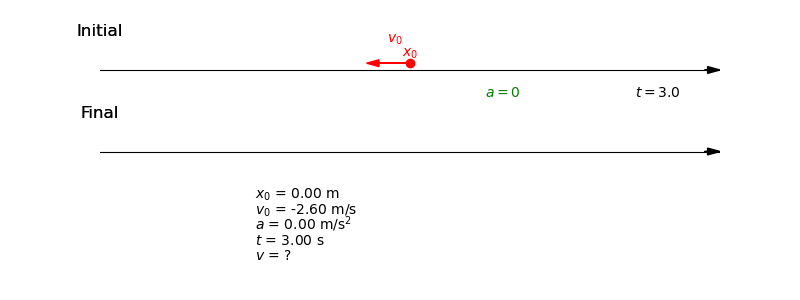 Initial
v₀
x₀
a = 0
t = 3.0
Final
x₀ = 0.00 m
v₀ = -2.60 m/s
a = 0.00 m/s²
t = 3.00 s
v = ?